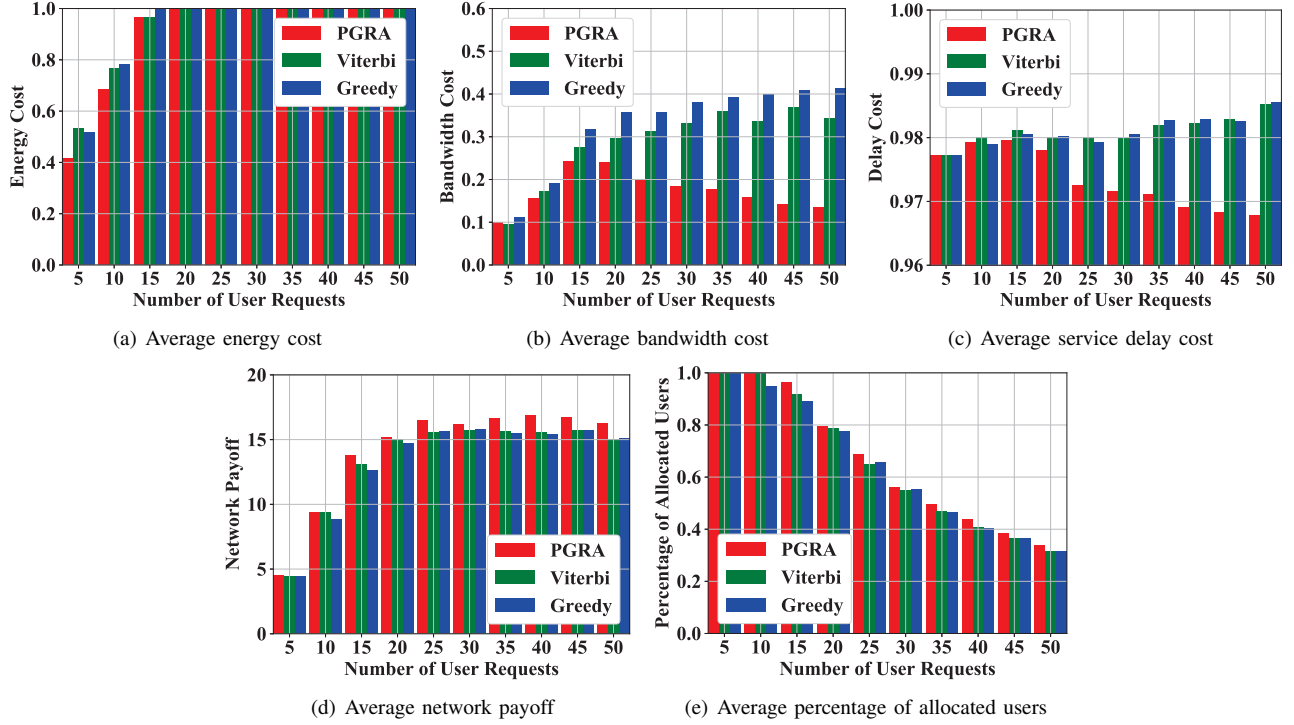 1.0
0.8
0.6
0.4
0.2
0.0
Energy Cost
PGRA
Viterbi
Greedy
5 10 15 20 25 30 35 40 45 50
Number of User Requests
(a) Average energy cost
0.6
0.5
0.4
0.3
0.2
0.1
0.0
Bandwidth Cost
PGRA
Viterbi
Greedy
5 10 15 20 25 30 35 40 45 50
Number of User Requests
(b) Average bandwidth cost
1.00
0.99
0.98
0.97
0.96
Delay Cost
PGRA
Viterbi
Greedy
5 10 15 20 25 30 35 40 45 50
Number of User Requests
(c) Average service delay cost
20
15
10
5
0
Network Payoff
PGRA
Viterbi
Greedy
5 10 15 20 25 30 35 40 45 50
Number of User Requests
(d) Average network payoff
1.0
0.8
0.6
0.4
0.2
0.0
Percentage of Allocated Users
PGRA
Viterbi
Greedy
5 10 15 20 25 30 35 40 45 50
Number of User Requests
(e) Average percentage of allocated users